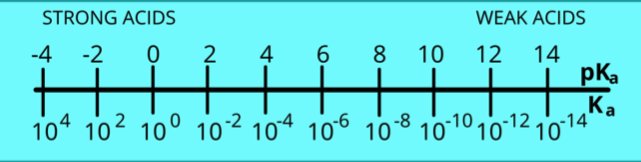 STRONG ACIDS WEAK ACIDS
-4 -2 0 2 4 6 8 10 12 14
pKₐ
Kₐ
10⁴ 10² 10⁰ 10⁻² 10⁻⁴ 10⁻⁶ 10⁻⁸ 10⁻¹⁰ 10⁻¹² 10⁻¹⁴